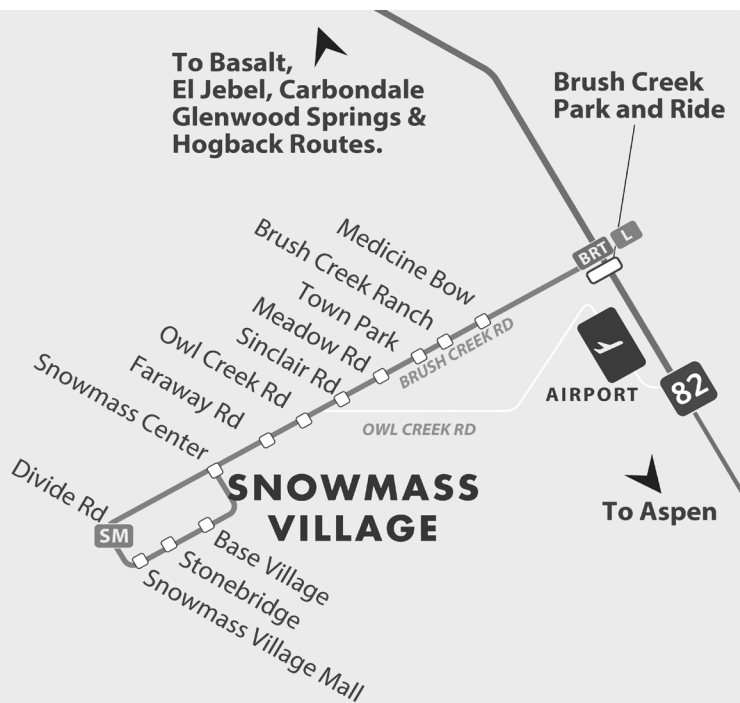 To Basalt,
El Jebel, Carbondale
Glenwood Springs &
Hogback Routes.
Brush Creek
Park and Ride
BRT
L
Medicine Bow
Brush Creek Ranch
Town Park
Meadow Rd
Sinclair Rd
Owl Creek Rd
Faraway Rd
Snowmass Center
Divide Rd
BRUSH CREEK RD
OWL CREEK RD
AIRPORT
82
To Aspen
SNOWMASS
VILLAGE
SM
Base Village
Stonebridge
Snowmass Village Mall